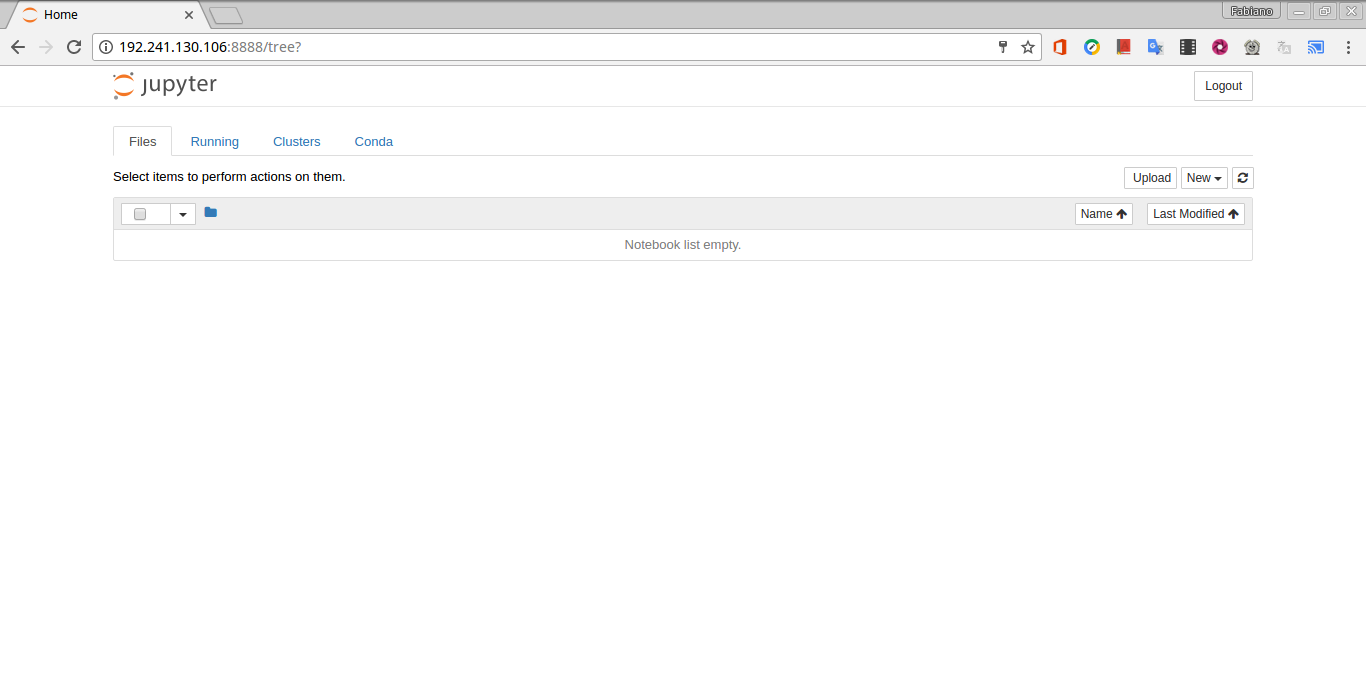 Home
Fabiano
192.241.130.106:8888/tree?
jupyter
Logout
Files Running Clusters Conda
Select items to perform actions on them.
Upload New
Name Last Modified
Notebook list empty.